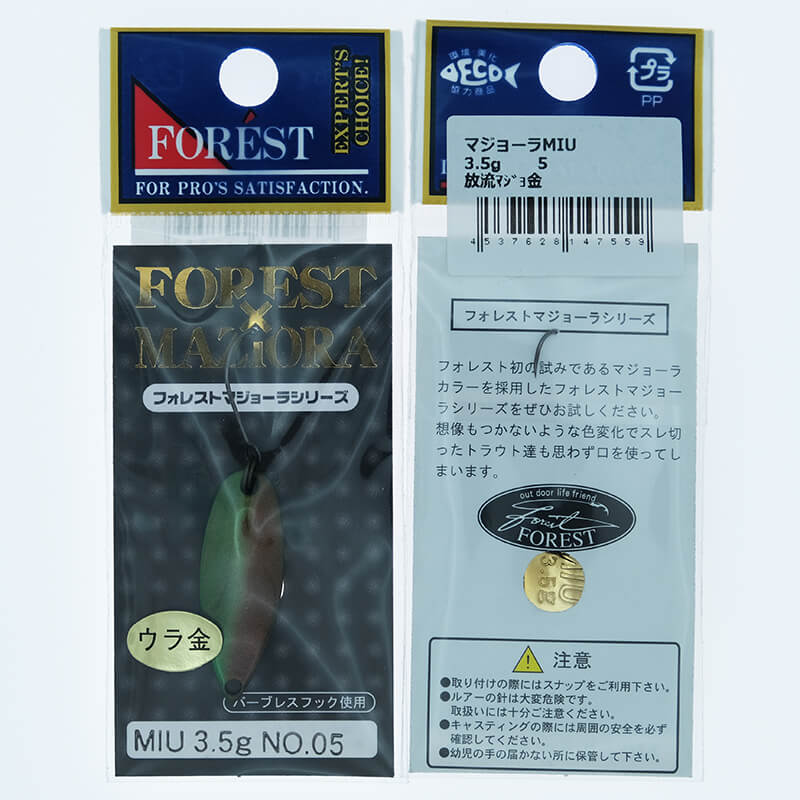 FORÉST
EXPERT'S
CHOICE!
FOR PRO'S SATISFACTION.
FOREST
×
MAZIORA
フォレストマジョーラシリーズ
ウラ金
バーブレスフック使用
MIU 3.5g NO.05
環境・美化
ECO
協力商品
プラ
PP
マジョーラMIU
3.5g 5
放流ﾏｼﾞｮ金
4537628147559
フォレストマジョーラシリーズ
フォレスト初の試みであるマジョーラ
カラーを採用したフォレストマジョー
ラシリーズをぜひお試しください。
想像もつかないような色変化でスレ切
ったトラウト達も思わず口を使ってし
まいます。
out door life friend
Forest
FOREST
MIU
3.5g
注意
●取り付けの際にはスナップをご利用下さい。
●ルアーの針は大変危険です。
取扱いには十分ご注意ください。
●キャスティングの際には周囲の安全を必ず
確認してください。
●幼児の手の届かない所に保管して下さい。